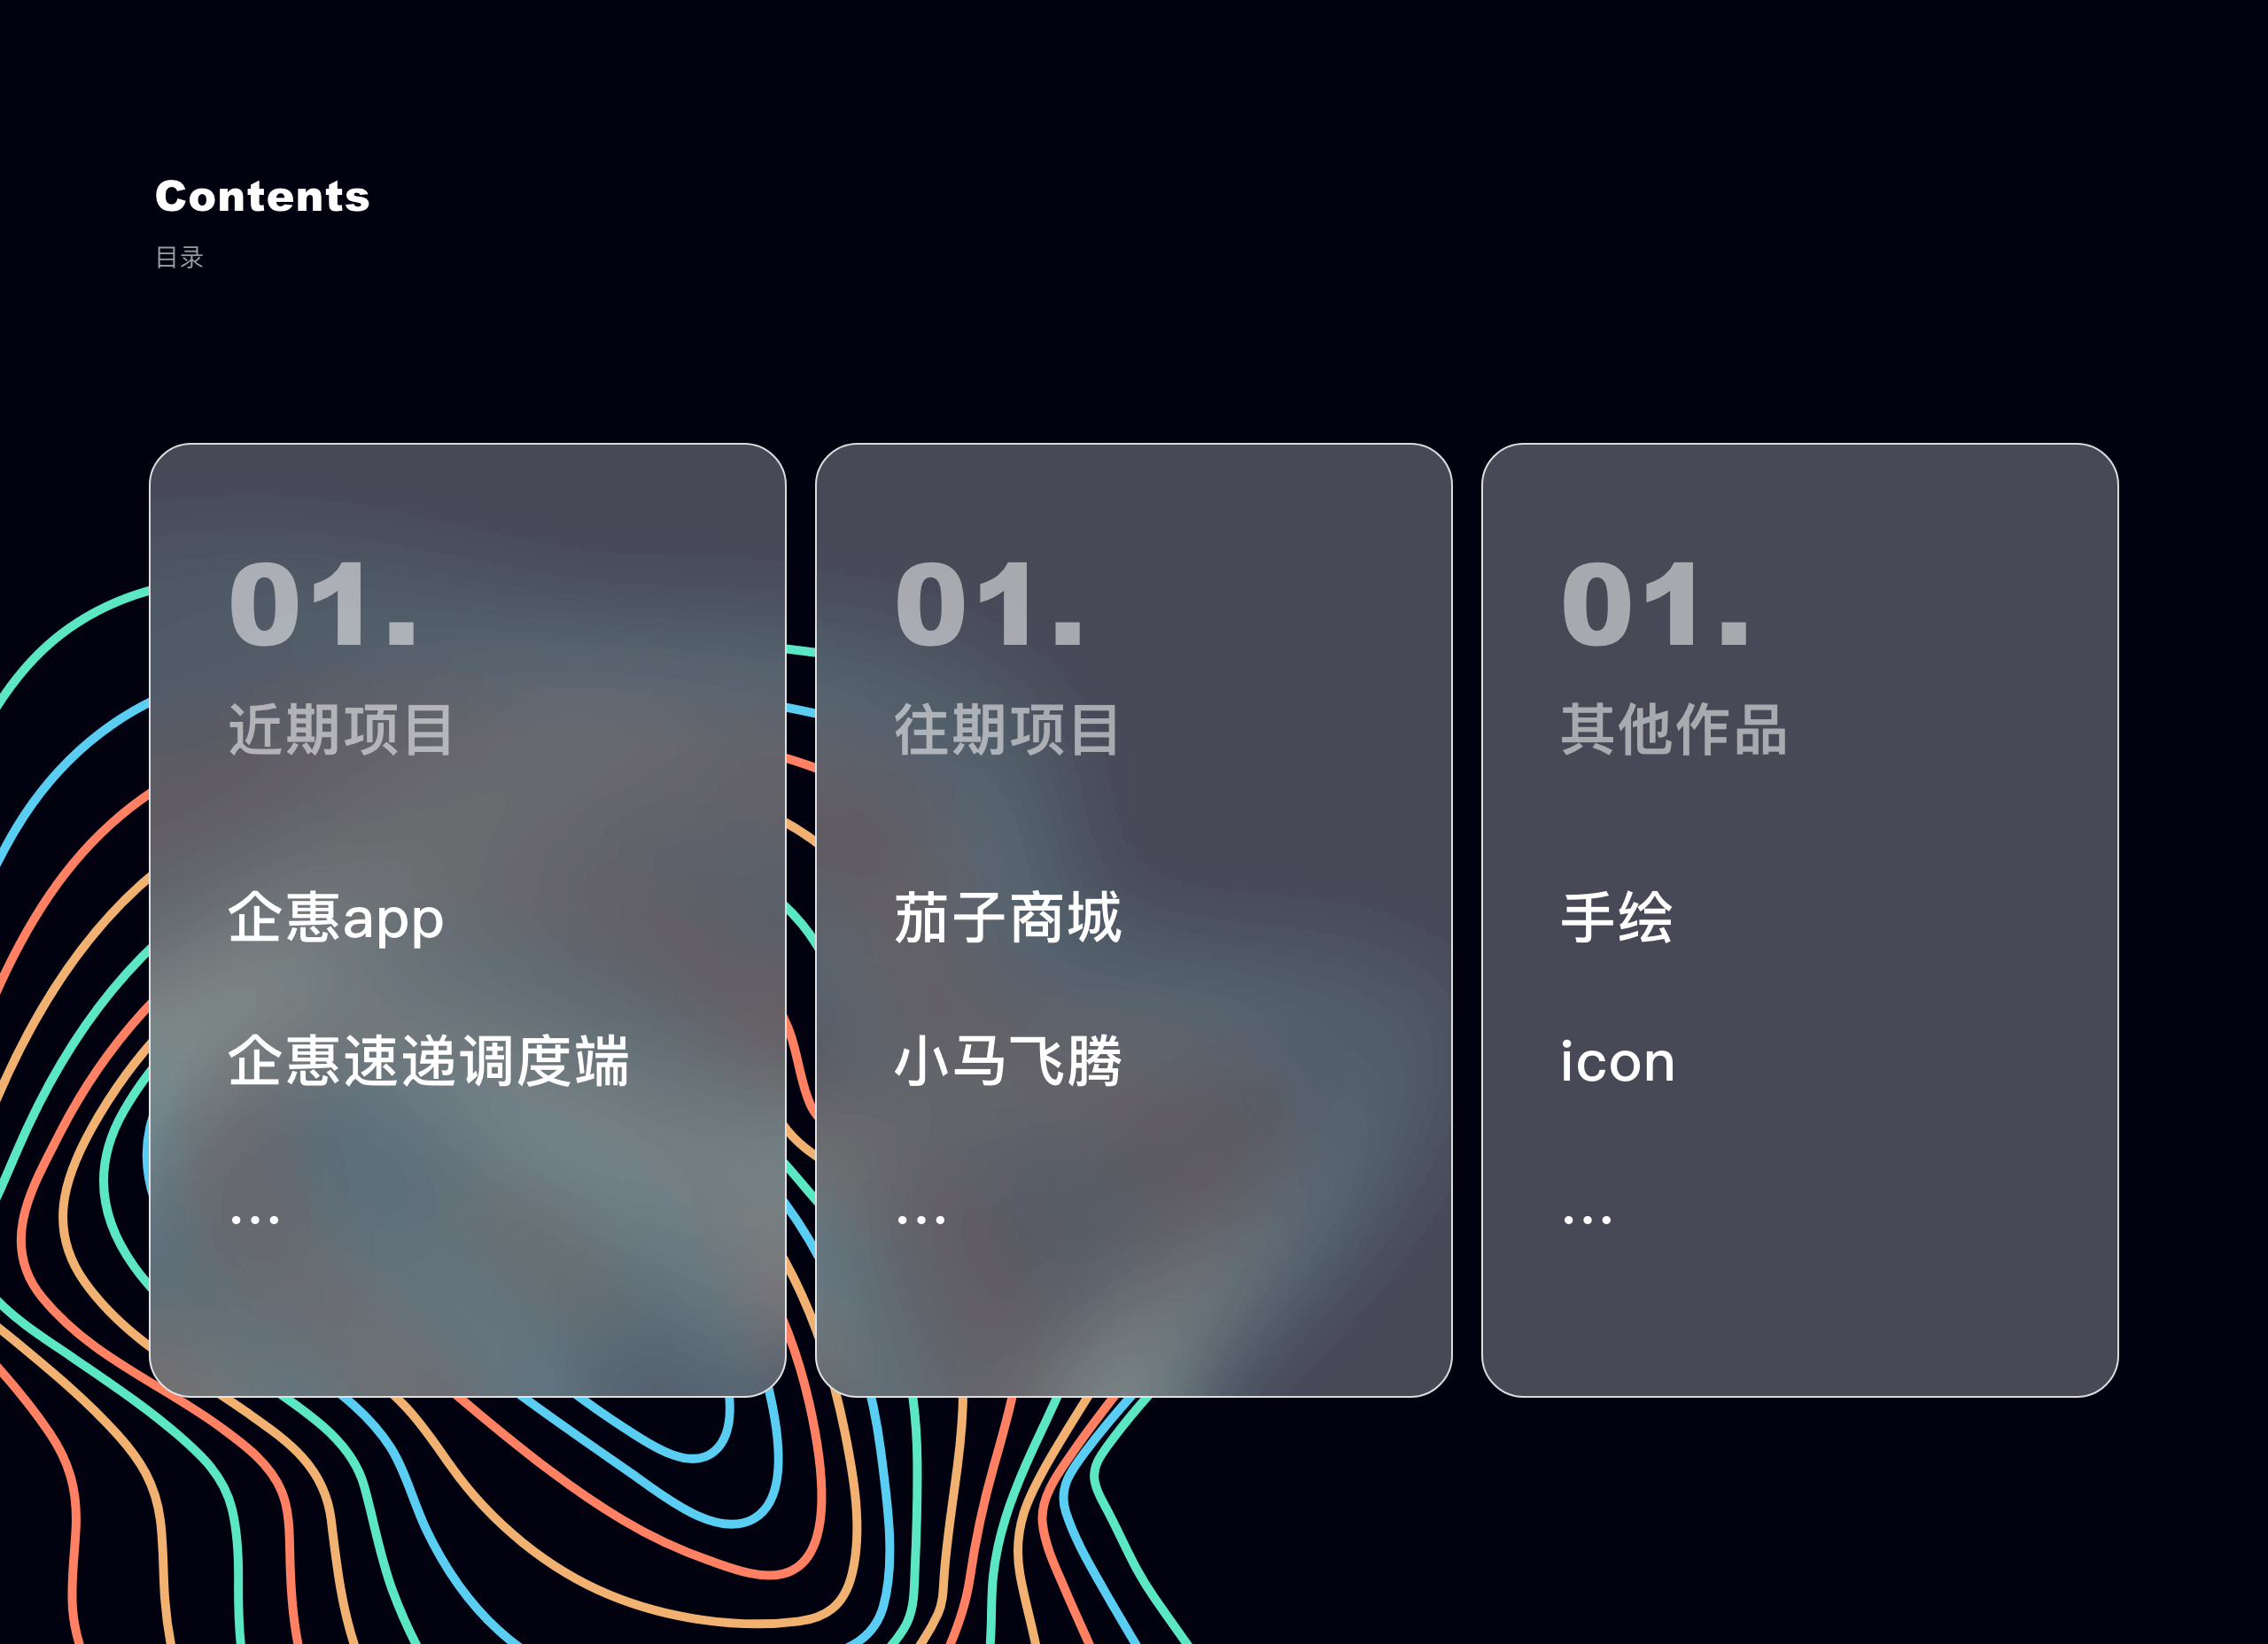 Contents
目录
01.
近期项目
企惠app
企惠速递调度端
...
01.
往期项目
茄子商城
小马飞腾
...
01.
其他作品
手绘
icon
...